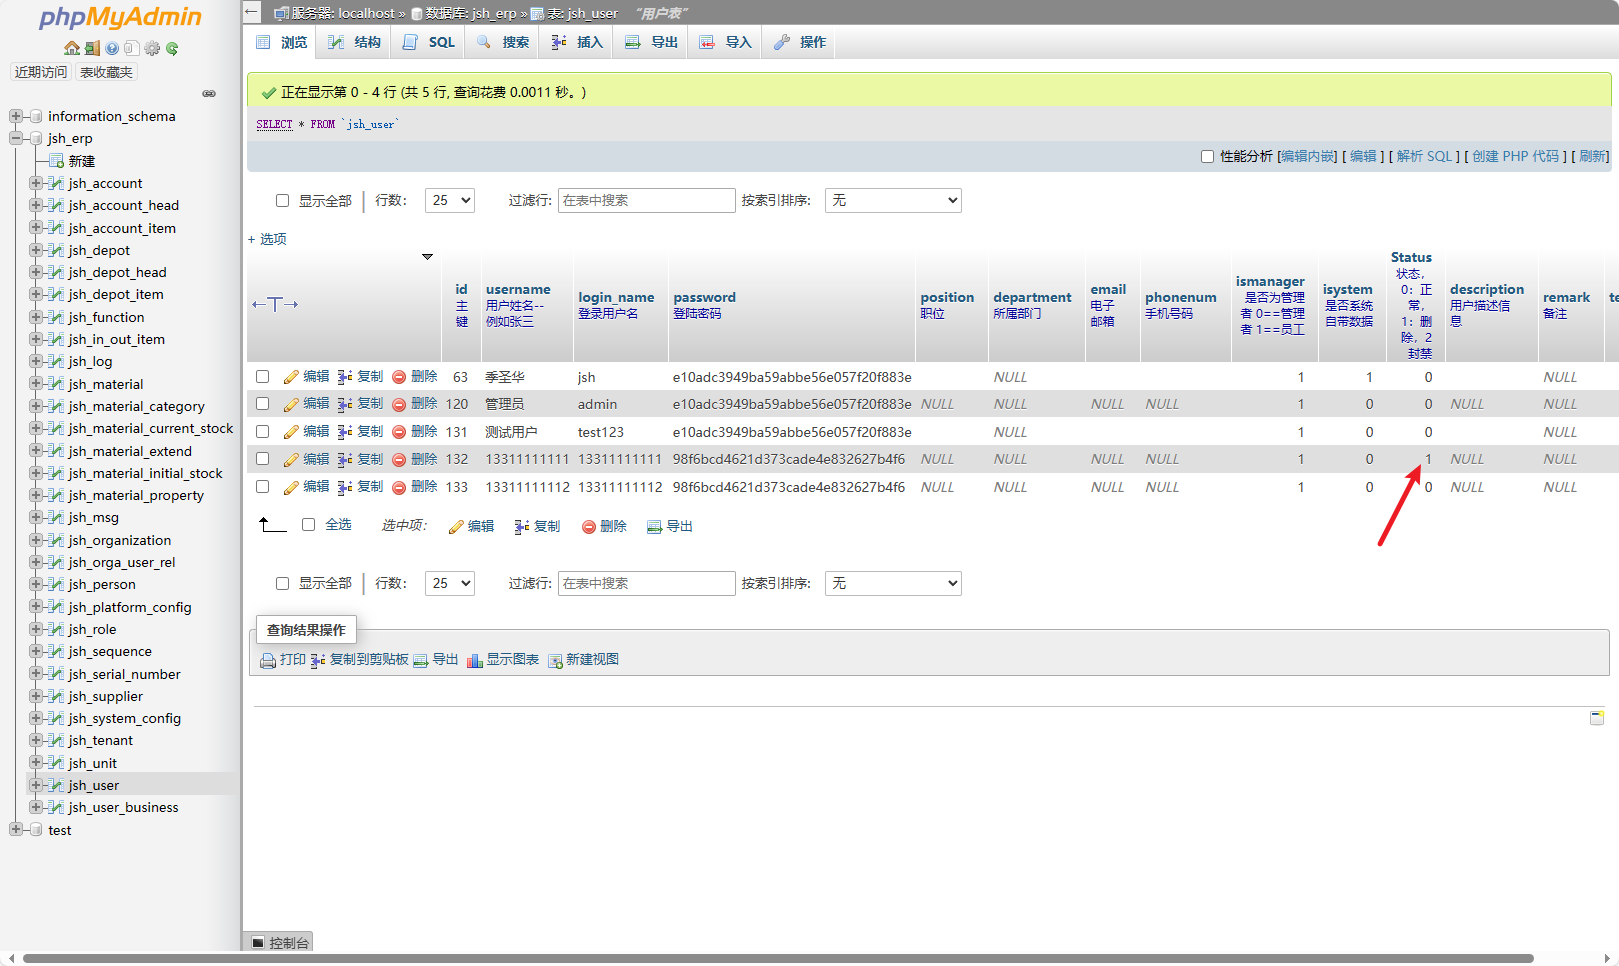 phpMyAdmin
近期访问 表收藏夹
information_schema
jsh_erp
新建
jsh_account
jsh_account_head
jsh_account_item
jsh_depot
jsh_depot_head
jsh_depot_item
jsh_function
jsh_in_out_item
jsh_log
jsh_material
jsh_material_category
jsh_material_current_stock
jsh_material_extend
jsh_material_initial_stock
jsh_material_property
jsh_msg
jsh_organization
jsh_orga_user_rel
jsh_person
jsh_platform_config
jsh_role
jsh_sequence
jsh_serial_number
jsh_supplier
jsh_system_config
jsh_tenant
jsh_unit
jsh_user
jsh_user_business
test
服务器: localhost » 数据库: jsh_erp » 表: jsh_user “用户表”
浏览 结构 SQL 搜索 插入 导出 导入 操作
正在显示第 0 - 4 行 (共 5 行, 查询花费 0.0011 秒。)
SELECT * FROM `jsh_user`
性能分析 [编辑内嵌] [ 编辑 ] [ 解析 SQL ] [ 创建 PHP 代码 ] [ 刷新]
显示全部 行数: 25 过滤行: 在表中搜索 按索引排序: 无
+ 选项
←T→
id
主键
username
用户姓名--
例如张三
login_name
登录用户名
password
登陆密码
position
职位
department
所属部门
email
电子
邮箱
phonenum
手机号码
ismanager
是否为管理
者 0==管理
者 1==员工
isystem
是否系统
自带数据
Status
状态，
0：正
常，
1：删
除，2
封禁
description
用户描述信
息
remark
备注
te
编辑 复制 删除 63 季圣华 jsh e10adc3949ba59abbe56e057f20f883e NULL 1 1 0 NULL
编辑 复制 删除 120 管理员 admin e10adc3949ba59abbe56e057f20f883e NULL NULL NULL NULL 1 0 0 NULL NULL
编辑 复制 删除 131 测试用户 test123 e10adc3949ba59abbe56e057f20f883e NULL 1 0 0 NULL
编辑 复制 删除 132 13311111111 13311111111 98f6bcd4621d373cade4e832627b4f6 NULL NULL NULL NULL 1 0 1 NULL NULL
编辑 复制 删除 133 13311111112 13311111112 98f6bcd4621d373cade4e832627b4f6 NULL NULL NULL NULL 1 0 0 NULL NULL
全选 选中项: 编辑 复制 删除 导出
显示全部 行数: 25 过滤行: 在表中搜索 按索引排序: 无
查询结果操作
打印 复制到剪贴板 导出 显示图表 新建视图
控制台